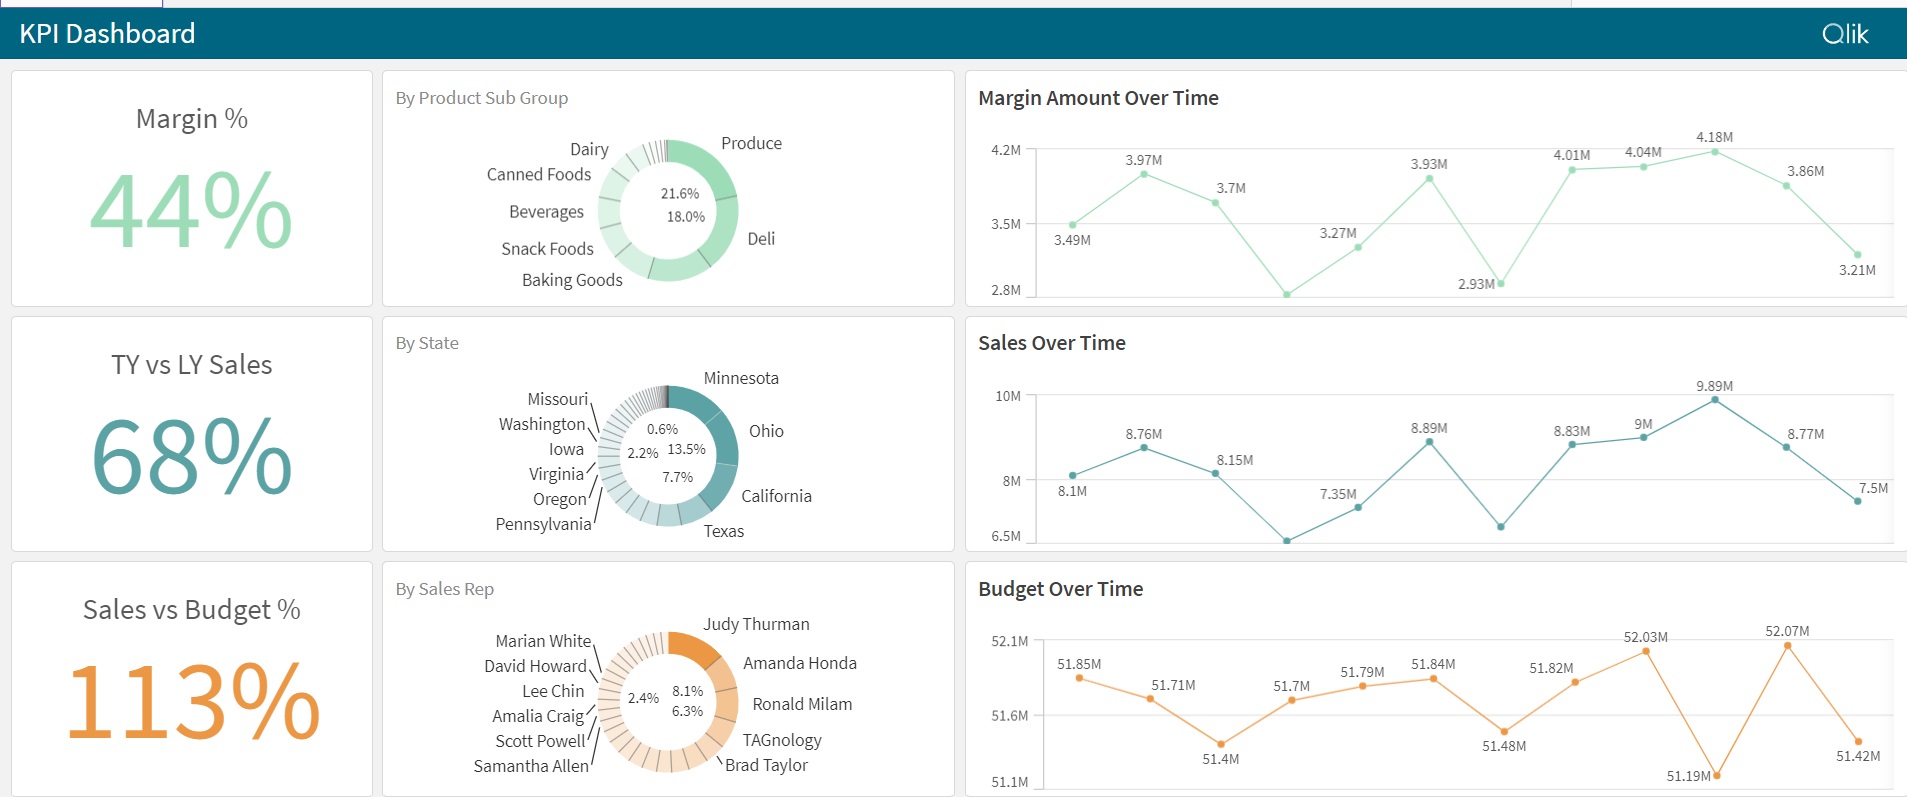 KPI Dashboard
Qlik
Margin %
44%
By Product Sub Group
Produce
Deli
Baking Goods
Snack Foods
Beverages
Canned Foods
Dairy
21.6%
18.0%
Margin Amount Over Time
4.2M
3.5M
2.8M
3.49M
3.97M
3.7M
3.27M
3.93M
2.93M
4.01M
4.04M
4.18M
3.86M
3.21M
TY vs LY Sales
68%
By State
Minnesota
Ohio
California
Texas
Pennsylvania
Oregon
Virginia
Iowa
Washington
Missouri
0.6%
2.2%
13.5%
7.7%
Sales Over Time
10M
8M
6.5M
8.1M
8.76M
8.15M
7.35M
8.89M
8.83M
9M
9.89M
8.77M
7.5M
Sales vs Budget %
113%
By Sales Rep
Judy Thurman
Amanda Honda
Ronald Milam
TAGnology
Brad Taylor
Samantha Allen
Scott Powell
Amalia Craig
Lee Chin
David Howard
Marian White
2.4%
8.1%
6.3%
Budget Over Time
52.1M
51.6M
51.1M
51.85M
51.71M
51.4M
51.7M
51.79M
51.84M
51.48M
51.82M
52.03M
51.19M
52.07M
51.42M